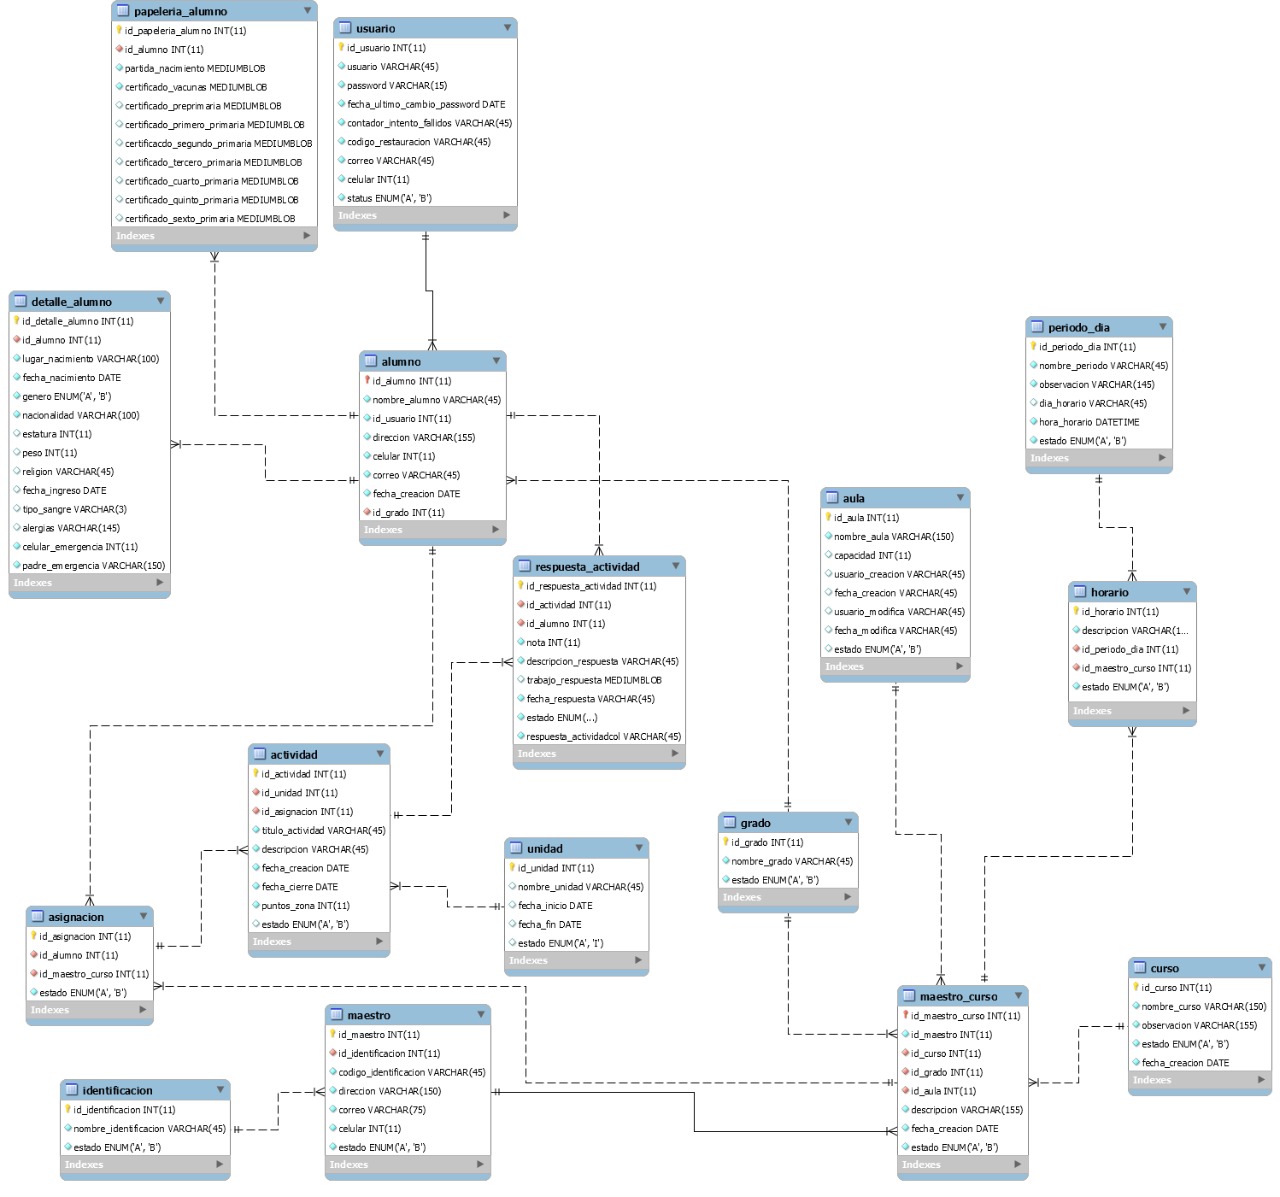 papeleria_alumno
id_papeleria_alumno INT(11)
id_alumno INT(11)
partida_nacimiento MEDIUMBLOB
certificado_vacunas MEDIUMBLOB
certificado_preprimaria MEDIUMBLOB
certificado_primero_primaria MEDIUMBLOB
certificacdo_segundo_primaria MEDIUMBLOB
certificado_tercero_primaria MEDIUMBLOB
certificado_cuarto_primaria MEDIUMBLOB
certificado_quinto_primaria MEDIUMBLOB
certificado_sexto_primaria MEDIUMBLOB
Indexes
usuario
id_usuario INT(11)
usuario VARCHAR(45)
password VARCHAR(15)
fecha_ultimo_cambio_password DATE
contador_intento_fallidos VARCHAR(45)
codigo_restauracion VARCHAR(45)
correo VARCHAR(45)
celular INT(11)
status ENUM('A', 'B')
Indexes
detalle_alumno
id_detalle_alumno INT(11)
id_alumno INT(11)
lugar_nacimiento VARCHAR(100)
fecha_nacimiento DATE
genero ENUM('A', 'B')
nacionalidad VARCHAR(100)
estatura INT(11)
peso INT(11)
religion VARCHAR(45)
fecha_ingreso DATE
tipo_sangre VARCHAR(3)
alergias VARCHAR(145)
celular_emergencia INT(11)
padre_emergencia VARCHAR(150)
Indexes
alumno
id_alumno INT(11)
nombre_alumno VARCHAR(45)
id_usuario INT(11)
direccion VARCHAR(155)
celular INT(11)
correo VARCHAR(45)
fecha_creacion DATE
id_grado INT(11)
Indexes
periodo_dia
id_periodo_dia INT(11)
nombre_periodo VARCHAR(45)
observacion VARCHAR(145)
dia_horario VARCHAR(45)
hora_horario DATETIME
estado ENUM('A', 'B')
Indexes
aula
id_aula INT(11)
nombre_aula VARCHAR(150)
capacidad INT(11)
usuario_creacion VARCHAR(45)
fecha_creacion VARCHAR(45)
usuario_modifica VARCHAR(45)
fecha_modifica VARCHAR(45)
estado ENUM('A', 'B')
Indexes
respuesta_actividad
id_respuesta_actividad INT(11)
id_actividad INT(11)
id_alumno INT(11)
nota INT(11)
descripcion_respuesta VARCHAR(45)
trabajo_respuesta MEDIUMBLOB
fecha_respuesta VARCHAR(45)
estado ENUM(...)
respuesta_actividadcol VARCHAR(45)
Indexes
horario
id_horario INT(11)
descripcion VARCHAR(1...
id_periodo_dia INT(11)
id_maestro_curso INT(11)
estado ENUM('A', 'B')
Indexes
actividad
id_actividad INT(11)
id_unidad INT(11)
id_asignacion INT(11)
titulo_actividad VARCHAR(45)
descripcion VARCHAR(45)
fecha_creacion DATE
fecha_cierre DATE
puntos_zona INT(11)
estado ENUM('A', 'B')
Indexes
unidad
id_unidad INT(11)
nombre_unidad VARCHAR(45)
fecha_inicio DATE
fecha_fin DATE
estado ENUM('A', 'I')
Indexes
grado
id_grado INT(11)
nombre_grado VARCHAR(45)
estado ENUM('A', 'B')
Indexes
asignacion
id_asignacion INT(11)
id_alumno INT(11)
id_maestro_curso INT(11)
estado ENUM('A', 'B')
Indexes
maestro
id_maestro INT(11)
id_identificacion INT(11)
codigo_identificacion VARCHAR(45)
direccion VARCHAR(150)
correo VARCHAR(75)
celular INT(11)
estado ENUM('A', 'B')
Indexes
maestro_curso
id_maestro_curso INT(11)
id_maestro INT(11)
id_curso INT(11)
id_grado INT(11)
id_aula INT(11)
descripcion VARCHAR(155)
fecha_creacion DATE
estado ENUM('A', 'B')
Indexes
curso
id_curso INT(11)
nombre_curso VARCHAR(150)
observacion VARCHAR(155)
estado ENUM('A', 'B')
fecha_creacion DATE
Indexes
identificacion
id_identificacion INT(11)
nombre_identificacion VARCHAR(45)
estado ENUM('A', 'B')
Indexes